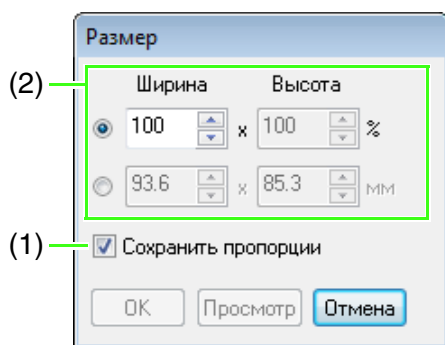 Размер
(2)
Ширина Высота
100 x 100 %
93.6 x 85.3 мм
(1) Сохранить пропорции
OK Просмотр Отмена